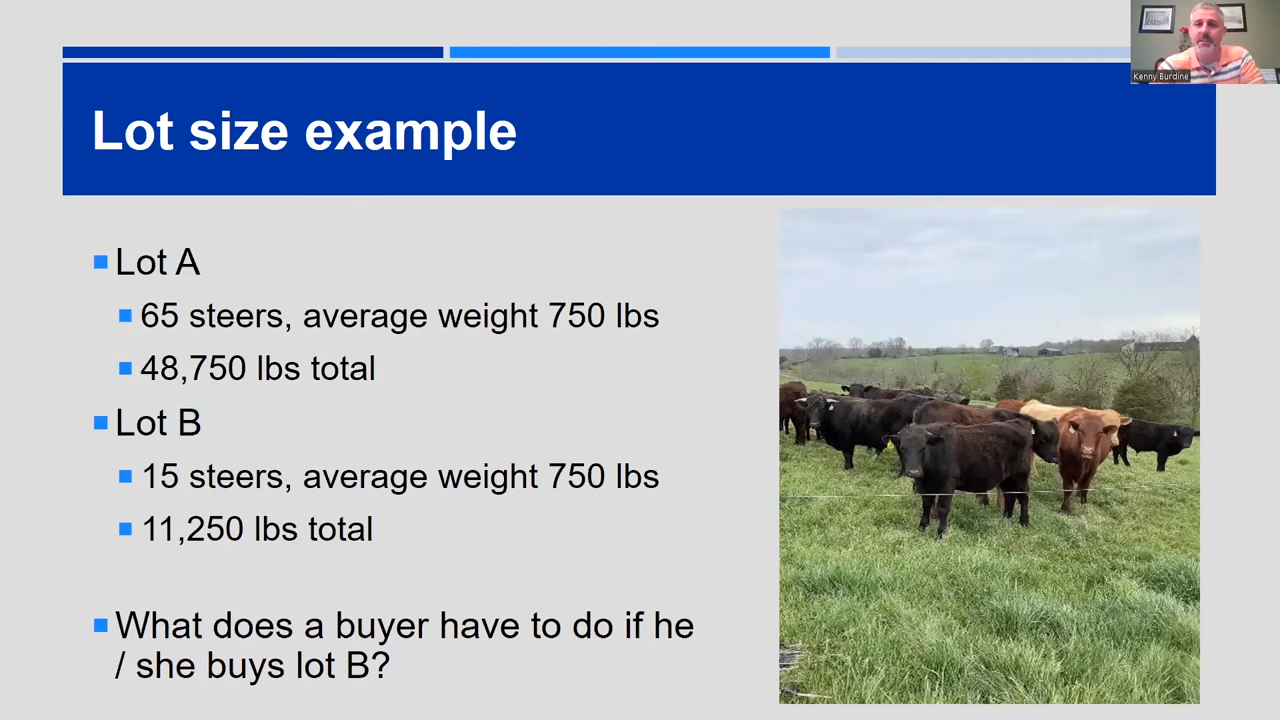 Kenny Burdine
Lot size example
Lot A
65 steers, average weight 750 lbs
48,750 lbs total
Lot B
15 steers, average weight 750 lbs
11,250 lbs total
What does a buyer have to do if he
/ she buys lot B?